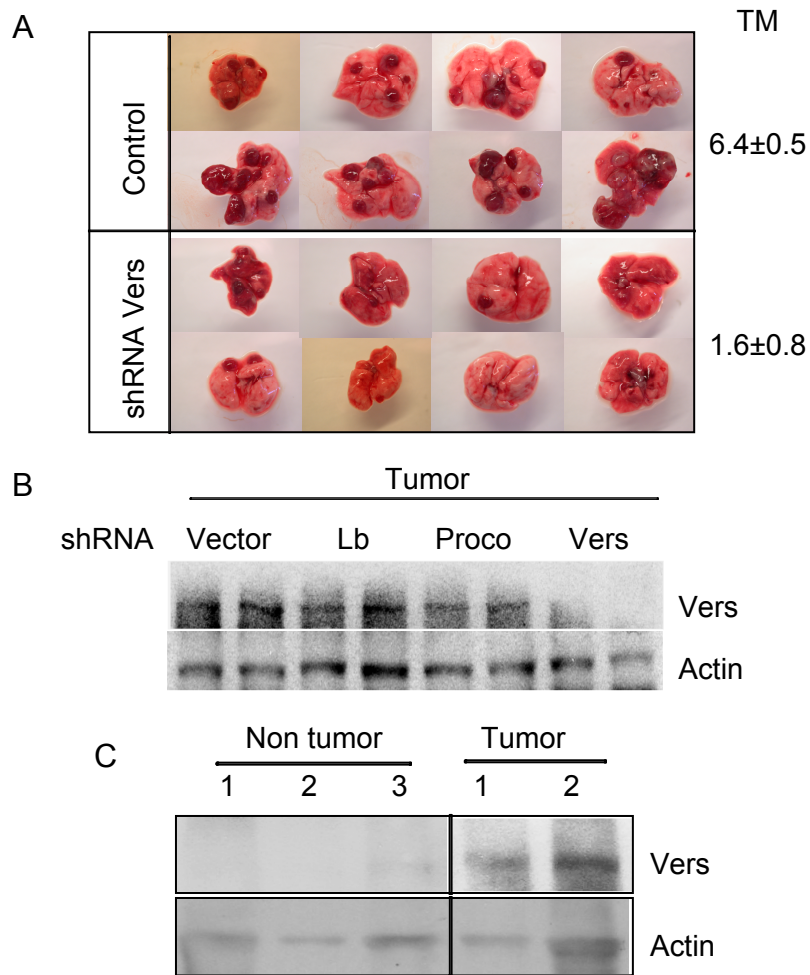 A
TM
Control
6.4±0.5
shRNA Vers
1.6±0.8
B
Tumor
shRNA Vector Lb Proco Vers
Vers
Actin
C
Non tumor Tumor
1 2 3 1 2
Vers
Actin